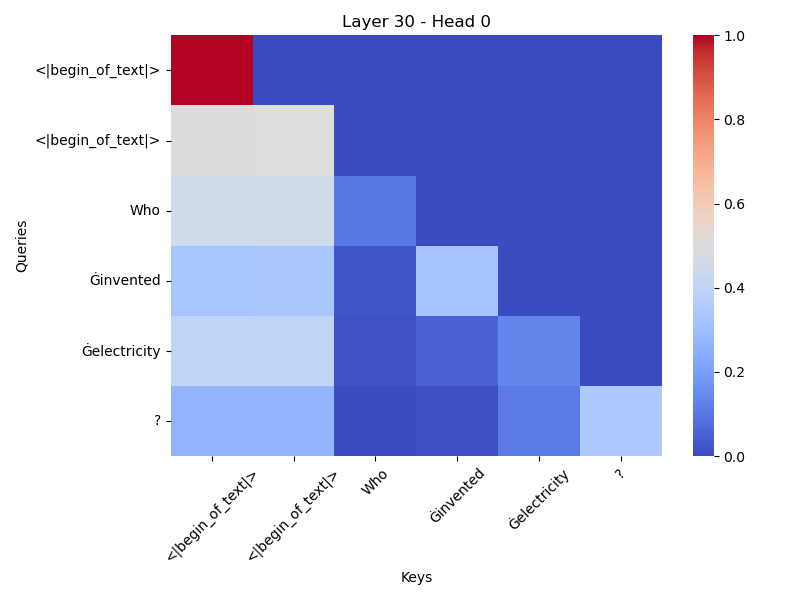 Layer 30 - Head 0
<|begin_of_text|>
<|begin_of_text|>
Who
Ġinvented
Ġelectricity
?
Queries
<|begin_of_text|>
<|begin_of_text|>
Who
Ġinvented
Ġelectricity
?
Keys
1.0
0.8
0.6
0.4
0.2
0.0